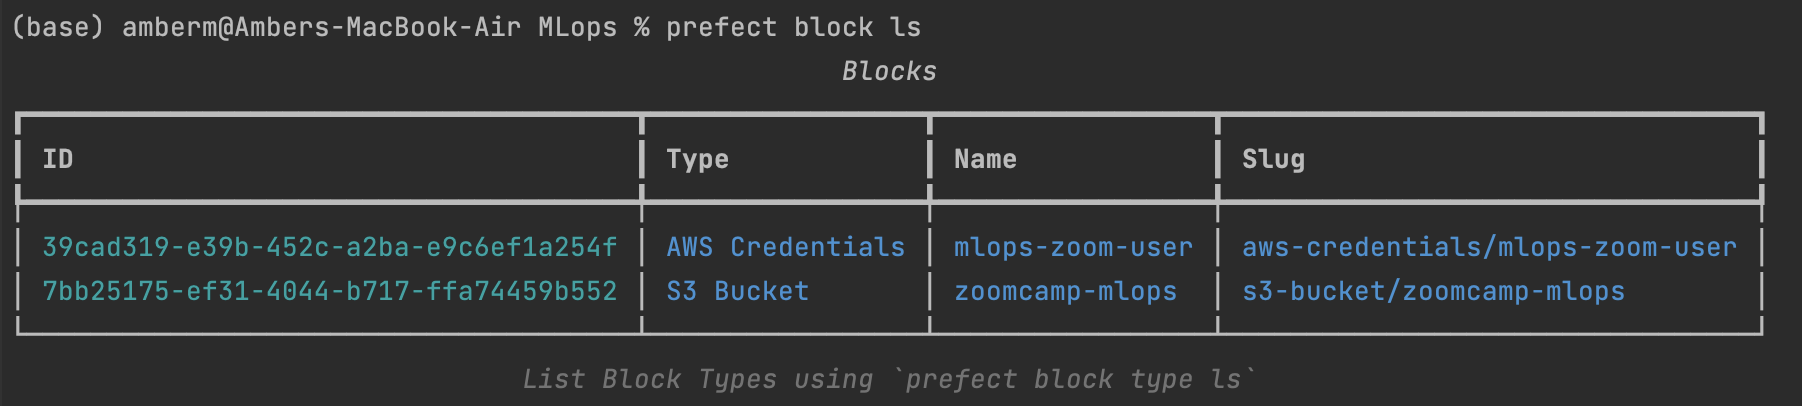 (base) amberm@Ambers-MacBook-Air MLops % prefect block ls
Blocks
ID Type Name Slug
39cad319-e39b-452c-a2ba-e9c6ef1a254f AWS Credentials mlops-zoom-user aws-credentials/mlops-zoom-user
7bb25175-ef31-4044-b717-ffa74459b552 S3 Bucket zoomcamp-mlops s3-bucket/zoomcamp-mlops
List Block Types using `prefect block type ls`